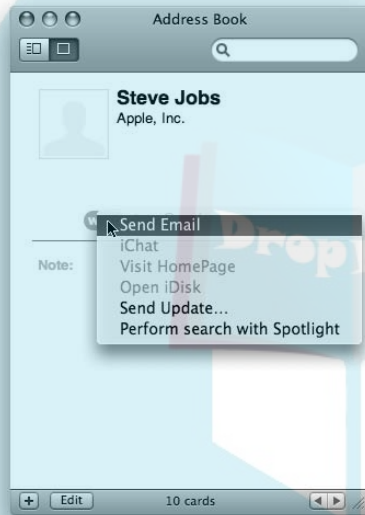 Address Book
Steve Jobs
Apple, Inc.
Send Email
iChat
Visit HomePage
Note:
Open iDisk
Send Update...
Perform search with Spotlight
+ Edit
10 cards